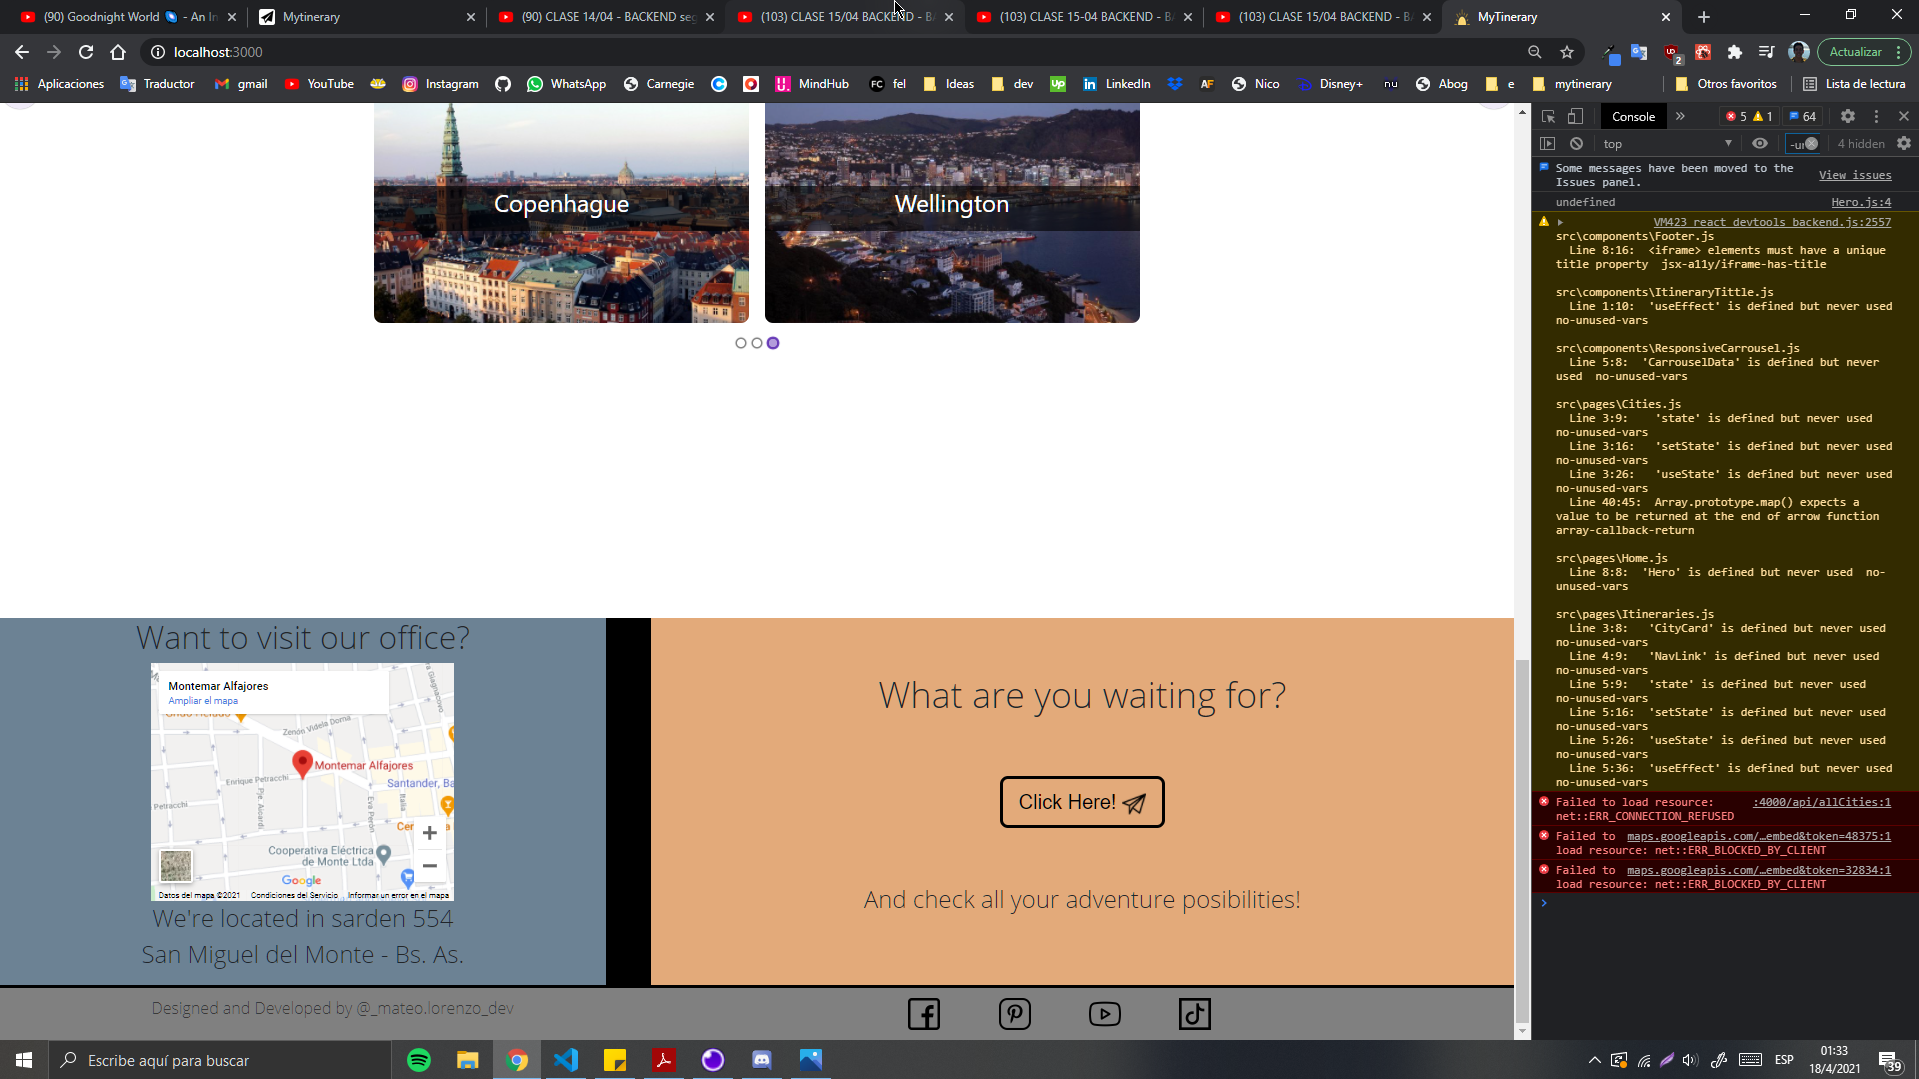 (90) Goodnight World
- An In
Mytinerary
(90) CLASE 14/04 - BACKEND seg
(103) CLASE 15/04 BACKEND - B
(103) CLASE 15-04 BACKEND - B
(103) CLASE 15/04 BACKEND - B
MyTinerary
localhost:3000
Actualizar
Aplicaciones
Traductor
gmail
YouTube
Instagram
WhatsApp
Carnegie
MindHub
fel
Ideas
dev
LinkedIn
Nico
Disney+
Abog
e
mytinerary
Otros favoritos
Lista de lectura
Copenhague
Wellington
Want to visit our office?
Montemar Alfajores
Ampliar el mapa
Zenón Videla Dorna
Enrique Petracchi
Petracchi
Pje. Aicardi
Eva Perón
Italia
Montemar Alfajores
Santander, Ba
Cooperativa Eléctrica
de Monte Ltda
Google
Datos del mapa ©2021
Condiciones del Servicio
Informar un error en el mapa
We're located in sarden 554
San Miguel del Monte - Bs. As.
What are you waiting for?
Click Here!
And check all your adventure posibilities!
Designed and Developed by @_mateo.lorenzo_dev
Console
5
1
64
top
4 hidden
Some messages have been moved to the
Issues panel.
View issues
undefined
Hero.js:4
VM423 react_devtools_backend.js:2557
src\components\Footer.js
Line 8:16: <iframe> elements must have a unique
title property jsx-a11y/iframe-has-title
src\components\ItineraryTittle.js
Line 1:10: 'useEffect' is defined but never used
no-unused-vars
src\components\ResponsiveCarrousel.js
Line 5:8: 'CarrouselData' is defined but never
used no-unused-vars
src\pages\Cities.js
Line 3:9: 'state' is defined but never used
no-unused-vars
Line 3:16: 'setState' is defined but never used
no-unused-vars
Line 3:26: 'useState' is defined but never used
no-unused-vars
Line 40:45: Array.prototype.map() expects a
value to be returned at the end of arrow function
array-callback-return
src\pages\Home.js
Line 8:8: 'Hero' is defined but never used no-
unused-vars
src\pages\Itineraries.js
Line 3:8: 'CityCard' is defined but never used
no-unused-vars
Line 4:9: 'NavLink' is defined but never used
no-unused-vars
Line 5:9: 'state' is defined but never used
no-unused-vars
Line 5:16: 'setState' is defined but never used
no-unused-vars
Line 5:26: 'useState' is defined but never used
no-unused-vars
Line 5:36: 'useEffect' is defined but never used
no-unused-vars
Failed to load resource:
:4000/api/allCities:1
net::ERR_CONNECTION_REFUSED
Failed to
maps.googleapis.com/…embed&token=48375:1
load resource: net::ERR_BLOCKED_BY_CLIENT
Failed to
maps.googleapis.com/…embed&token=32834:1
load resource: net::ERR_BLOCKED_BY_CLIENT
Escribe aquí para buscar
ESP
01:33
18/4/2021
39